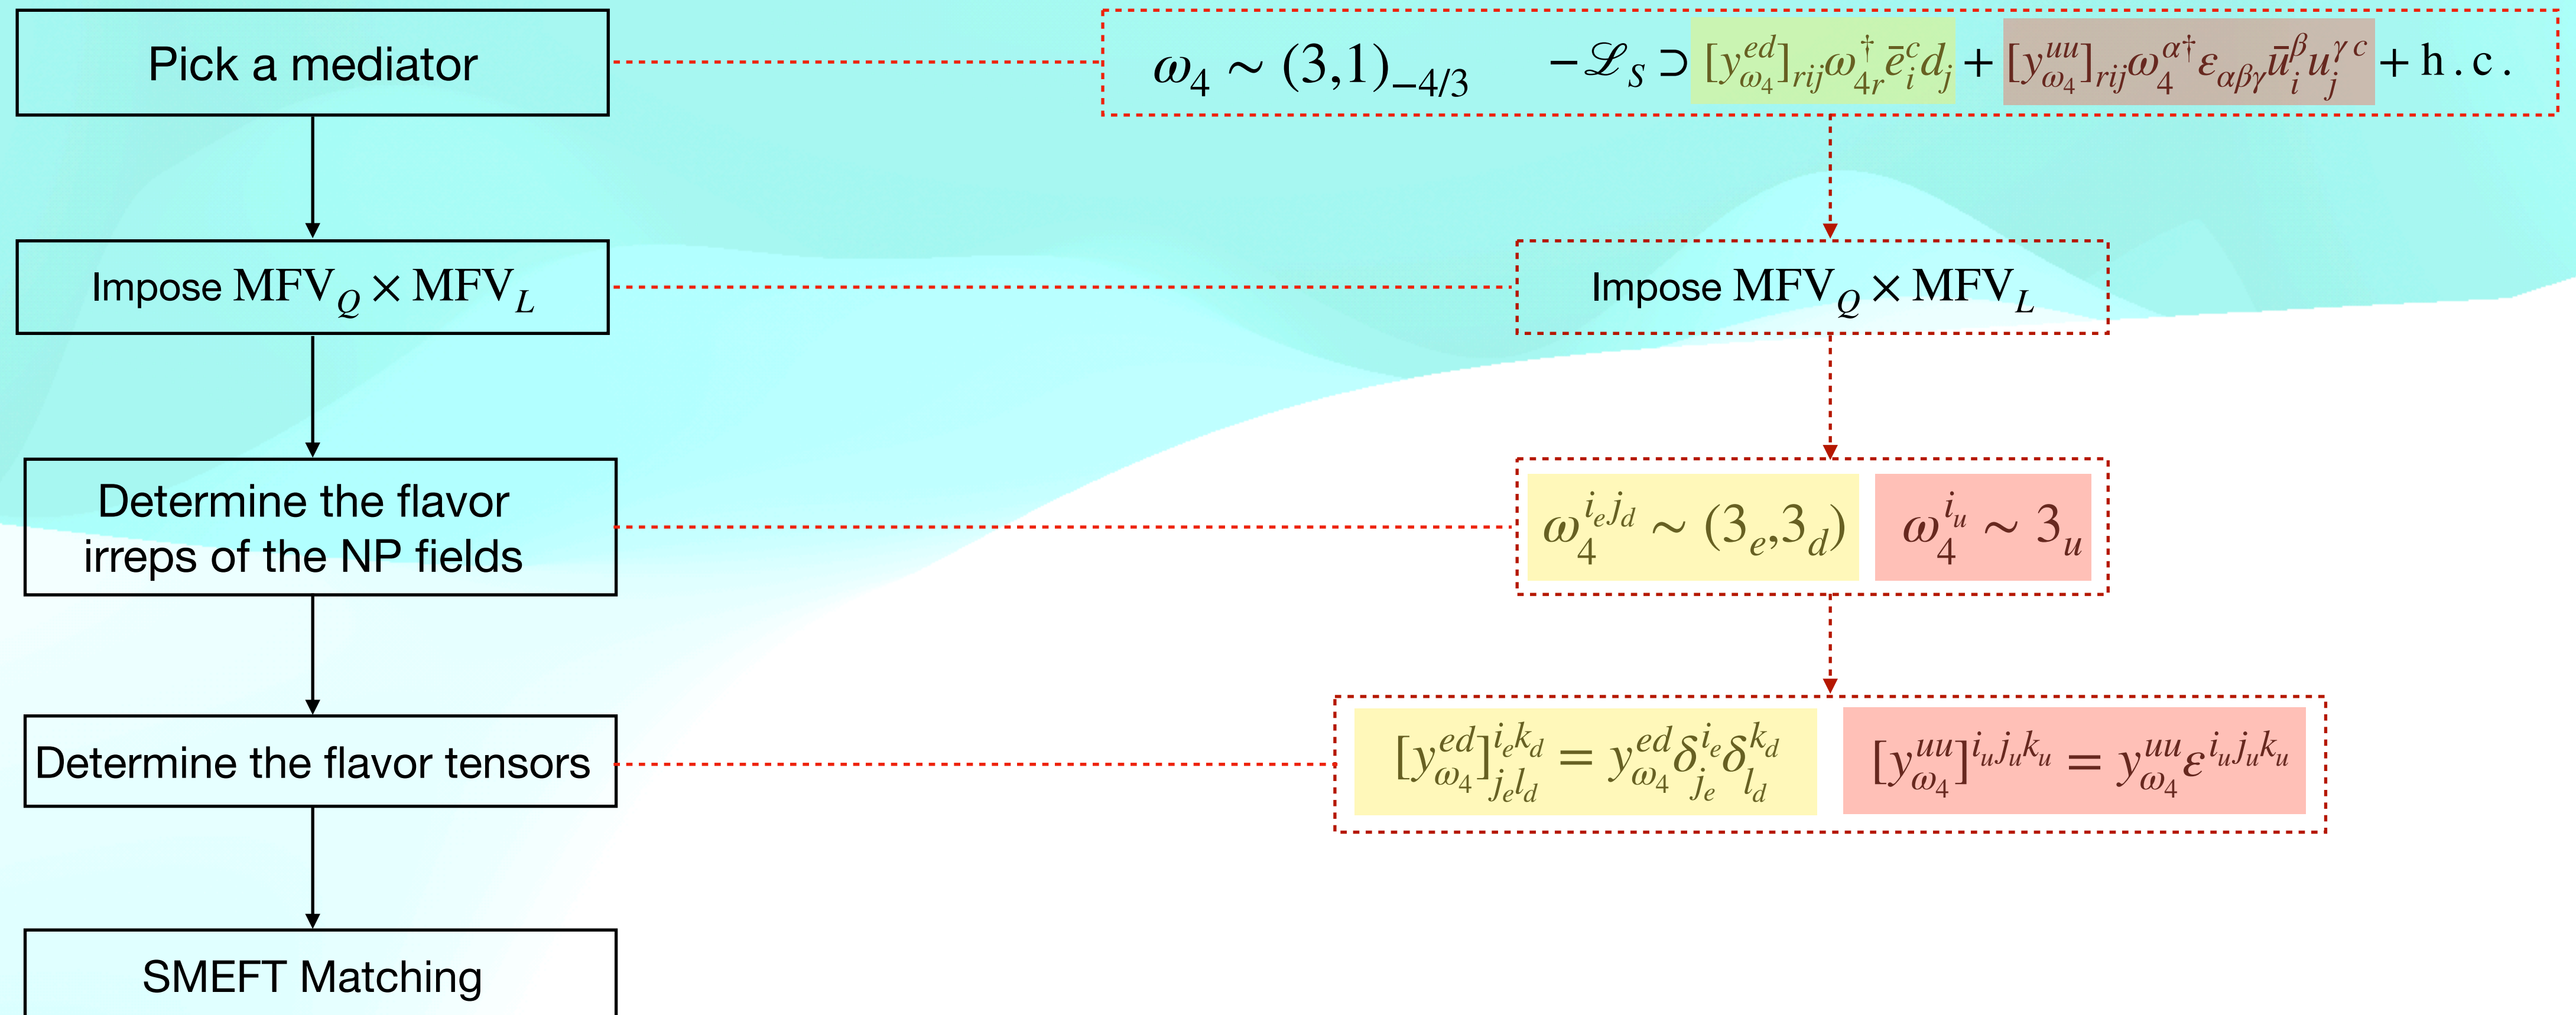 Pick a mediator
ω₄ ∼ (3,1)₋₄/₃   −ℒ_S ⊃ [y^{ed}_{ω₄}]_{rij} ω^†_{4r} ē^c_i d_j + [y^{uu}_{ω₄}]_{rij} ω_4^{α†} ε_{αβγ} ū^β_i u^{γ c}_j + h.c.
Impose MFV_Q × MFV_L
Impose MFV_Q × MFV_L
Determine the flavor
irreps of the NP fields
ω_4^{i_e j_d} ∼ (3_e,3_d)   ω_4^{i_u} ∼ 3_u
Determine the flavor tensors
[y^{ed}_{ω₄}]^{i_e k_d}_{j_e l_d} = y^{ed}_{ω₄} δ^{i_e}_{j_e} δ^{k_d}_{l_d}   [y^{uu}_{ω₄}]^{i_u j_u k_u} = y^{uu}_{ω₄} ε^{i_u j_u k_u}
SMEFT Matching